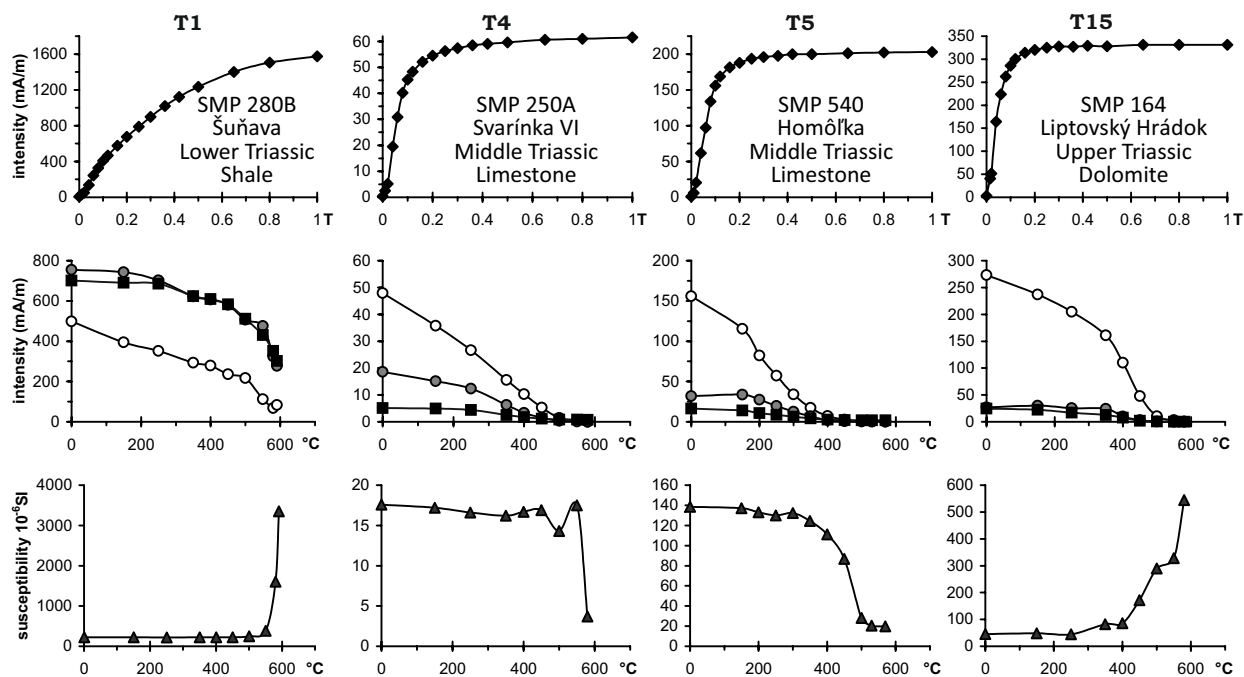 T1 T4 T5 T15
intensity (mA/m)
1600
1200
800
400
0
0 0.2 0.4 0.6 0.8 1T
SMP 280B
Šuňava
Lower Triassic
Shale
60
50
40
30
20
10
0
0 0.2 0.4 0.6 0.8 1T
SMP 250A
Svarínka VI
Middle Triassic
Limestone
200
150
100
50
0
0 0.2 0.4 0.6 0.8 1T
SMP 540
Homôľka
Middle Triassic
Limestone
350
300
250
200
150
100
50
0
0 0.2 0.4 0.6 0.8 1T
SMP 164
Liptovský Hrádok
Upper Triassic
Dolomite
intensity (mA/m)
800
600
400
200
0
0 200 400 600 °C
60
50
40
30
20
10
0
0 200 400 600 °C
200
150
100
50
0
0 200 400 600 °C
300
250
200
150
100
50
0
0 200 400 600 °C
susceptibility 10⁻⁶SI
4000
3000
2000
1000
0
0 200 400 600 °C
20
15
10
5
0
0 200 400 600 °C
160
140
120
100
80
60
40
20
0
0 200 400 600 °C
600
500
400
300
200
100
0
0 200 400 600 °C